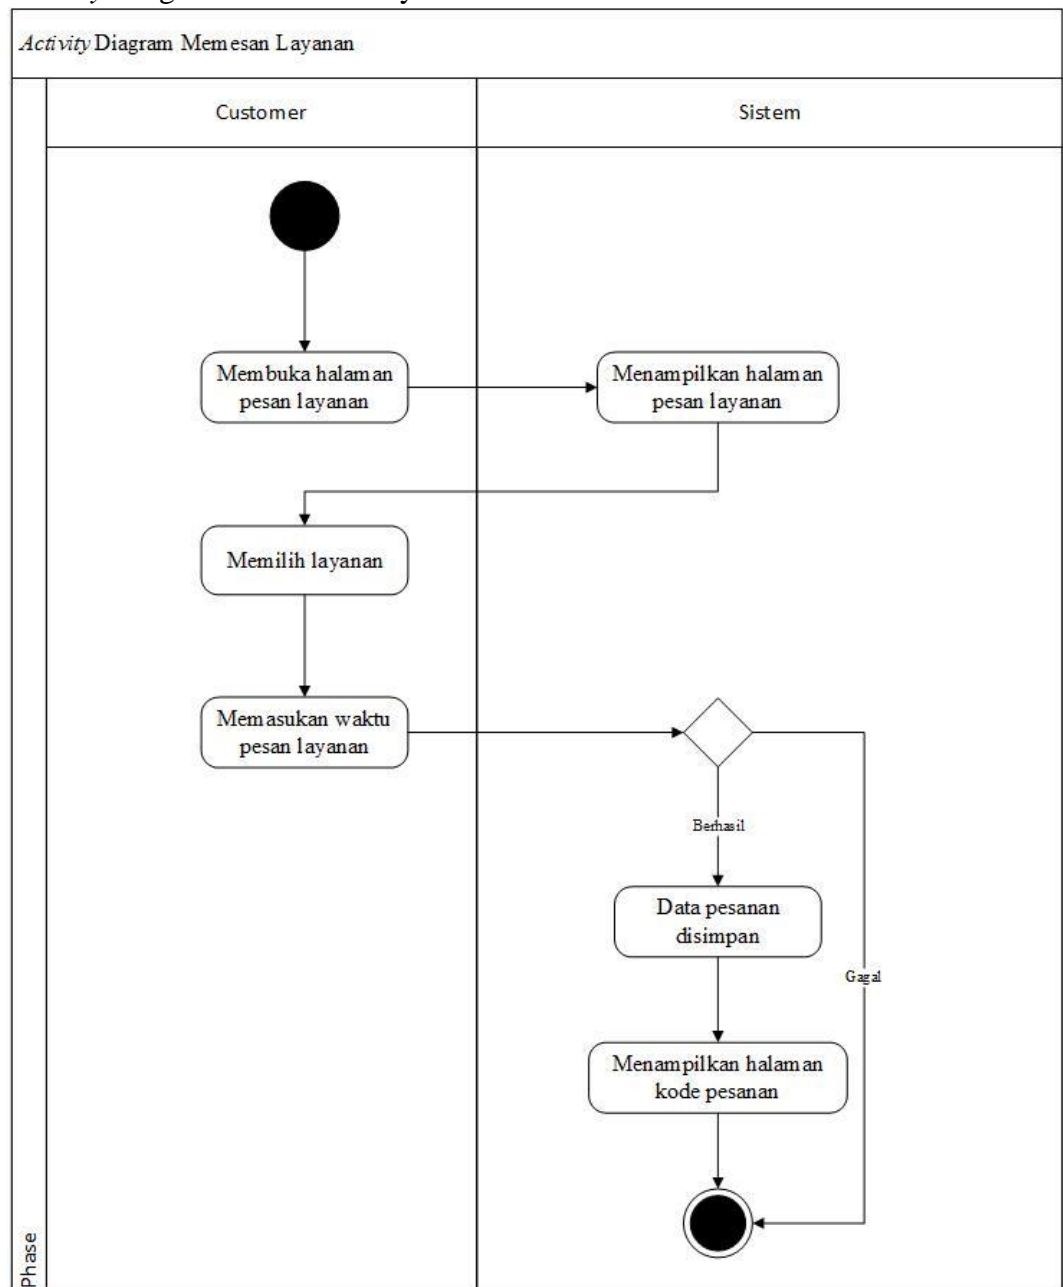 Activity Diagram Memesan Layanan
Customer
Sistem
Membuka halaman
pesan layanan
Menampilkan halaman
pesan layanan
Memilih layanan
Memasukan waktu
pesan layanan
Berhasil
Data pesanan
disimpan
Gagal
Menampilkan halaman
kode pesanan
Phase